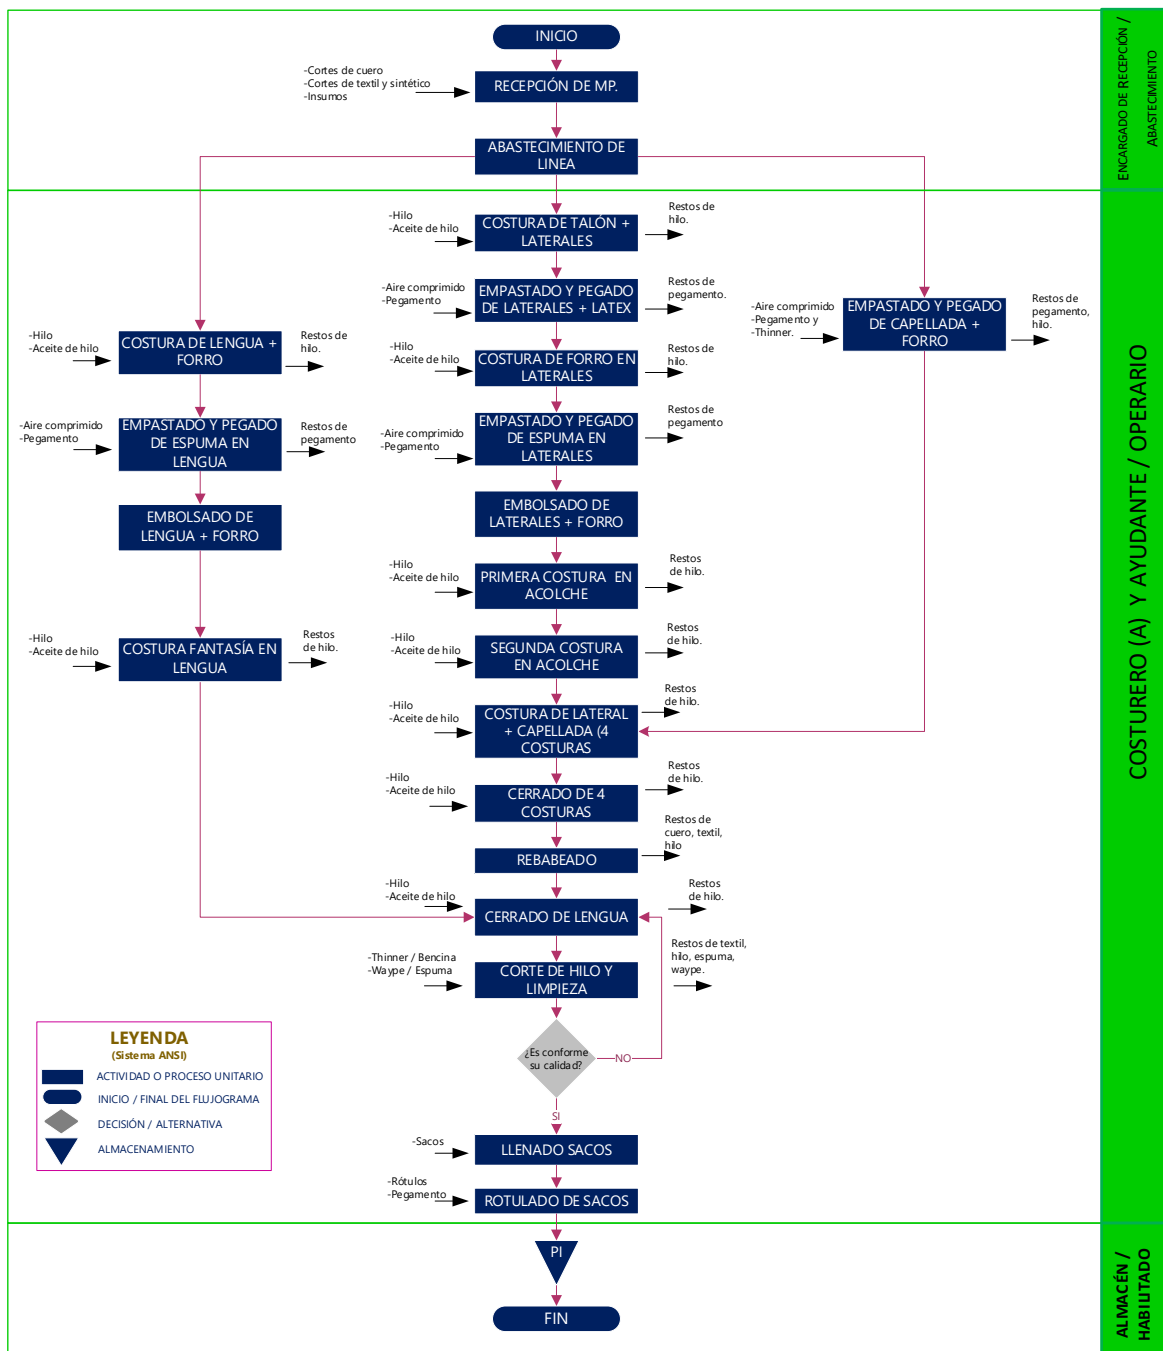 INICIO
-Cortes de cuero
-Cortes de textil y sintético
-Insumos
RECEPCIÓN DE MP.
ABASTECIMIENTO DE
LINEA
ENCARGADO DE RECEPCIÓN /
ABASTECIMIENTO
-Hilo
-Aceite de hilo
COSTURA DE TALÓN +
LATERALES
Restos de
hilo.
-Aire comprimido
-Pegamento
EMPASTADO Y PEGADO
DE LATERALES + LATEX
Restos de
pegamento.
-Aire comprimido
-Pegamento y
-Thinner.
EMPASTADO Y PEGADO
DE CAPELLADA +
FORRO
Restos de
pegamento,
hilo.
-Hilo
-Aceite de hilo
COSTURA DE LENGUA +
FORRO
Restos de
hilo.
-Hilo
-Aceite de hilo
COSTURA DE FORRO EN
LATERALES
Restos de
hilo.
-Aire comprimido
-Pegamento
EMPASTADO Y PEGADO
DE ESPUMA EN
LENGUA
Restos de
pegamento
-Aire comprimido
-Pegamento
EMPASTADO Y PEGADO
DE ESPUMA EN
LATERALES
Restos de
pegamento
EMBOLSADO DE
LENGUA + FORRO
EMBOLSADO DE
LATERALES + FORRO
-Hilo
-Aceite de hilo
PRIMERA COSTURA EN
ACOLCHE
Restos
de hilo.
-Hilo
-Aceite de hilo
COSTURA FANTASÍA EN
LENGUA
Restos
de hilo.
-Hilo
-Aceite de hilo
SEGUNDA COSTURA
EN ACOLCHE
Restos
de hilo.
-Hilo
-Aceite de hilo
COSTURA DE LATERAL
+ CAPELLADA (4
COSTURAS
Restos
de hilo.
-Hilo
-Aceite de hilo
CERRADO DE 4
COSTURAS
Restos
de hilo.
REBABEADO
Restos de
cuero, textil,
hilo
-Hilo
-Aceite de hilo
CERRADO DE LENGUA
Restos
de hilo.
-Thinner / Bencina
-Waype / Espuma
CORTE DE HILO Y
LIMPIEZA
Restos de textil,
hilo, espuma,
waype.
¿Es conforme
su calidad?
NO
SI
-Sacos
LLENADO SACOS
-Rótulos
-Pegamento
ROTULADO DE SACOS
COSTURERO (A) Y AYUDANTE / OPERARIO
LEYENDA
(Sistema ANSI)
ACTIVIDAD O PROCESO UNITARIO
INICIO / FINAL DEL FLUJOGRAMA
DECISIÓN / ALTERNATIVA
ALMACENAMIENTO
PI
FIN
ALMACÉN /
HABILITADO